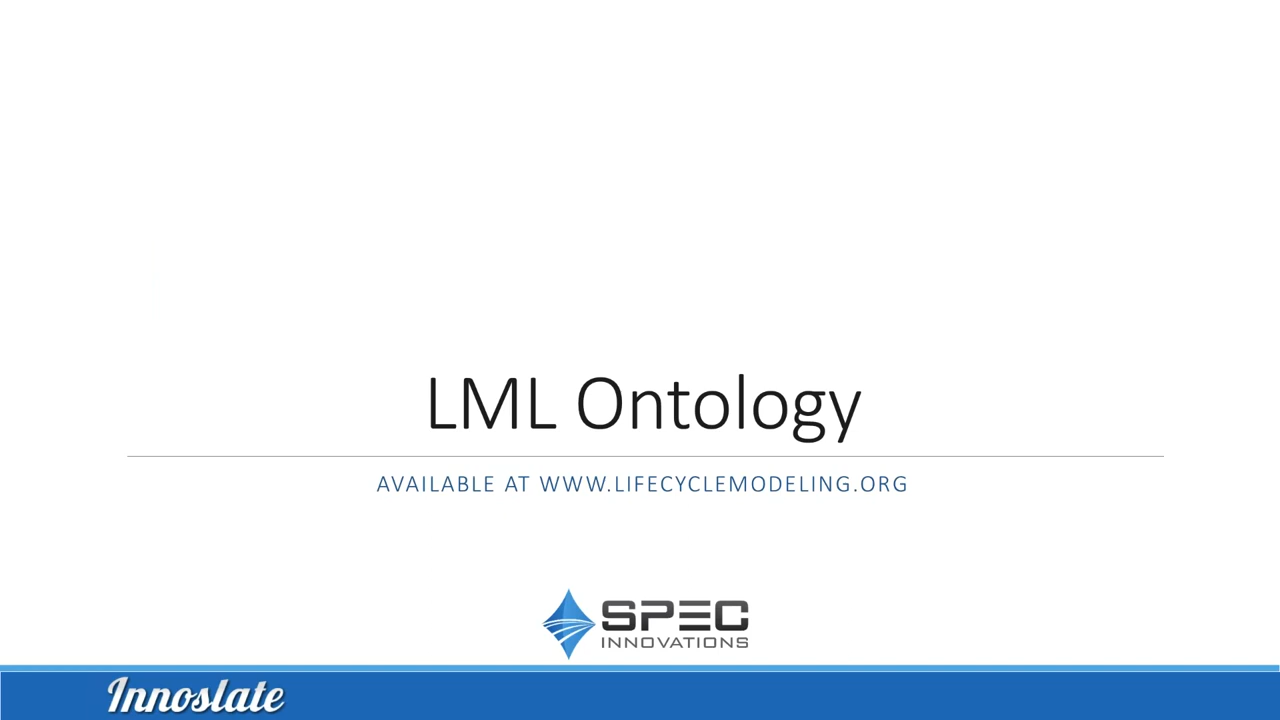 LML Ontology
AVAILABLE AT WWW.LIFECYCLEMODELING.ORG
SPEC
INNOVATIONS
Innoslate